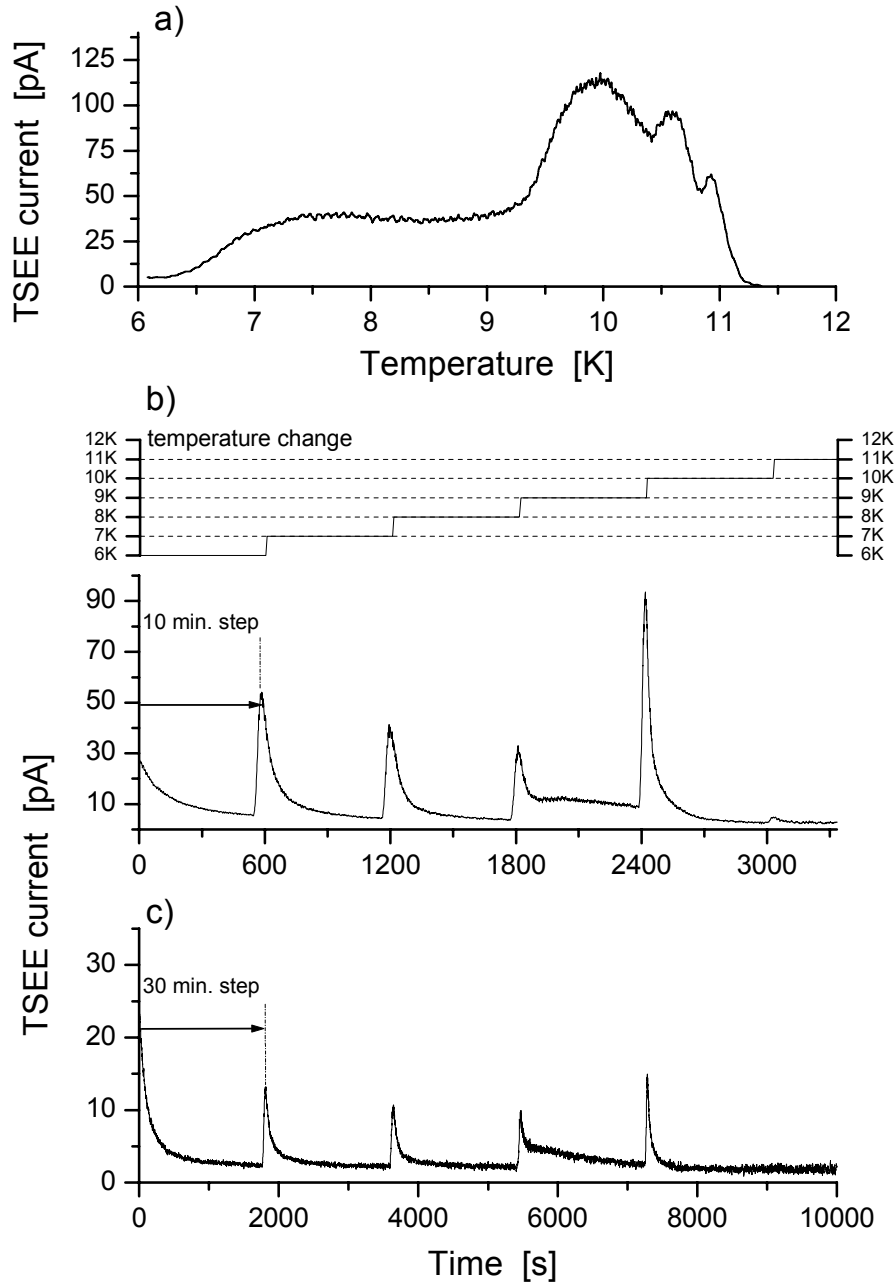 a)
TSEE current [pA]
125
100
75
50
25
0
6 7 8 9 10 11 12
Temperature [K]
b)
temperature change
12K 12K
11K 11K
10K 10K
9K 9K
8K 8K
7K 7K
6K 6K
90
70
50
30
10
10 min. step
0 600 1200 1800 2400 3000
TSEE current [pA]
c)
35
30
20
10
5
0
30 min. step
0 2000 4000 6000 8000 10000
Time [s]